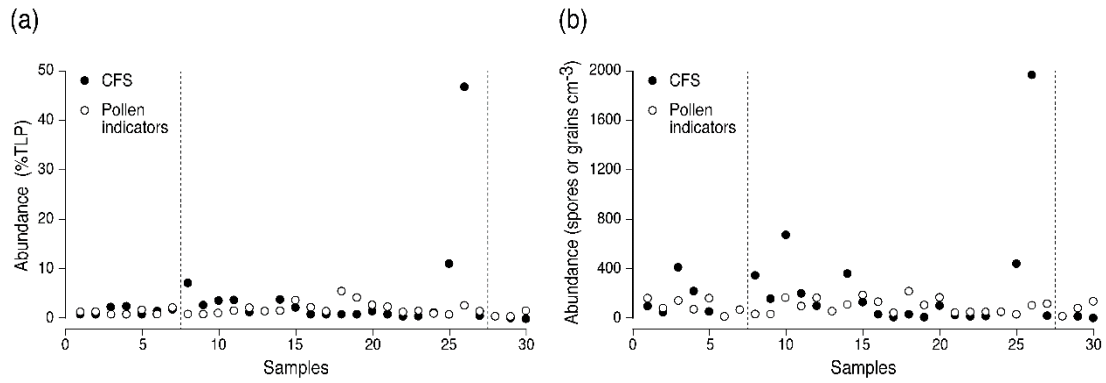 (a)
50
40
30
20
10
0
Abundance (%TLP)
CFS
Pollen
indicators
0 5 10 15 20 25 30
Samples
(b)
2000
1600
1200
800
400
0
Abundance (spores or grains cm-3)
CFS
Pollen
indicators
0 5 10 15 20 25 30
Samples